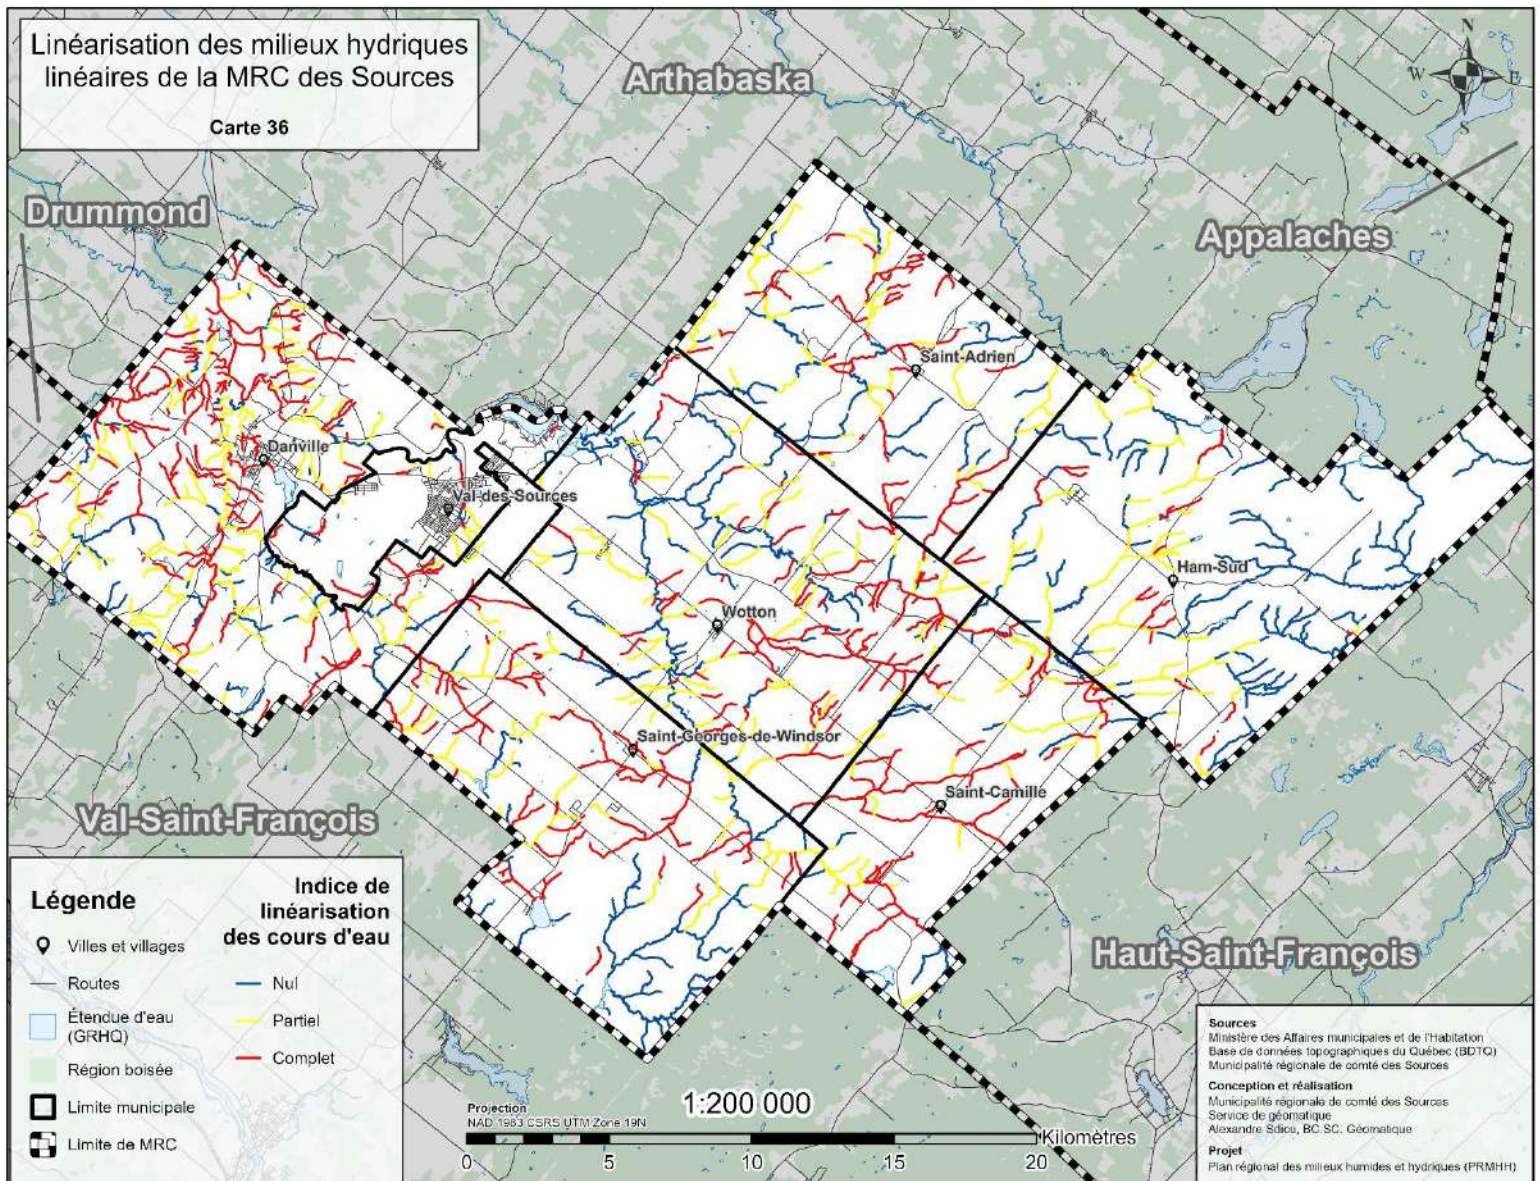 Linéarisation des milieux hydriques
linéaires de la MRC des Sources
Carte 36
Arthabaska
N
W
E
S
Drummond
Appalaches
Saint-Adrien
Danville
Val-des-Sources
Ham-Sud
Wotton
Saint-Georges-de-Windsor
Saint-Camille
Val-Saint-François
Haut-Saint-François
Légende
Villes et villages
Routes
Étendue d'eau
(GRHQ)
Région boisée
Limite municipale
Limite de MRC
Indice de
linéarisation
des cours d'eau
Nul
Partiel
Complet
Projection
NAD 1983 CSRS UTM Zone 19N
1:200 000
Kilomètres
0 5 10 15 20
Sources
Ministère des Affaires municipales et de l'Habitation
Base de données topographiques du Québec (BDTQ)
Municipalité régionale de comté des Sources
Conception et réalisation
Municipalité régionale de comté des Sources
Service de géomatique
Alexandre BC.SC. Géomatique
Projet
Plan régional des milieux humides et hydriques (PRMHH)